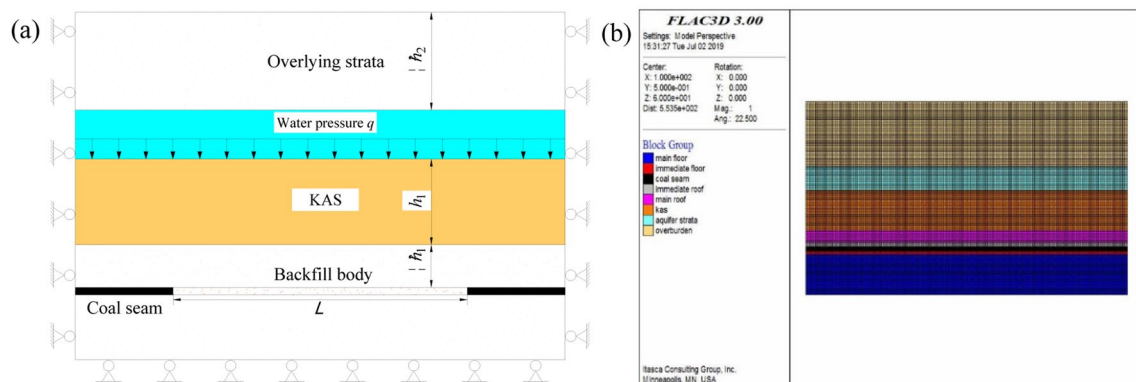 (a)
Overlying strata
h2
Water pressure q
KAS
h1
h1
Backfill body
Coal seam
L
(b)
FLAC3D 3.00
Settings: Model Perspective
15:31:27 Tue Jul 02 2019
Center:
Rotation:
X: 1.000e+002
X: 0.000
Y: 5.000e-001
Y: 0.000
Z: 6.000e+001
Z: 0.000
Dist: 5.535e+002
Mag.: 1
Ang.: 22.500
Block Group
main floor
immediate floor
coal seam
immediate roof
main roof
kas
aquifer strata
overburden
Itasca Consulting Group, Inc.
Minneapolis, MN USA